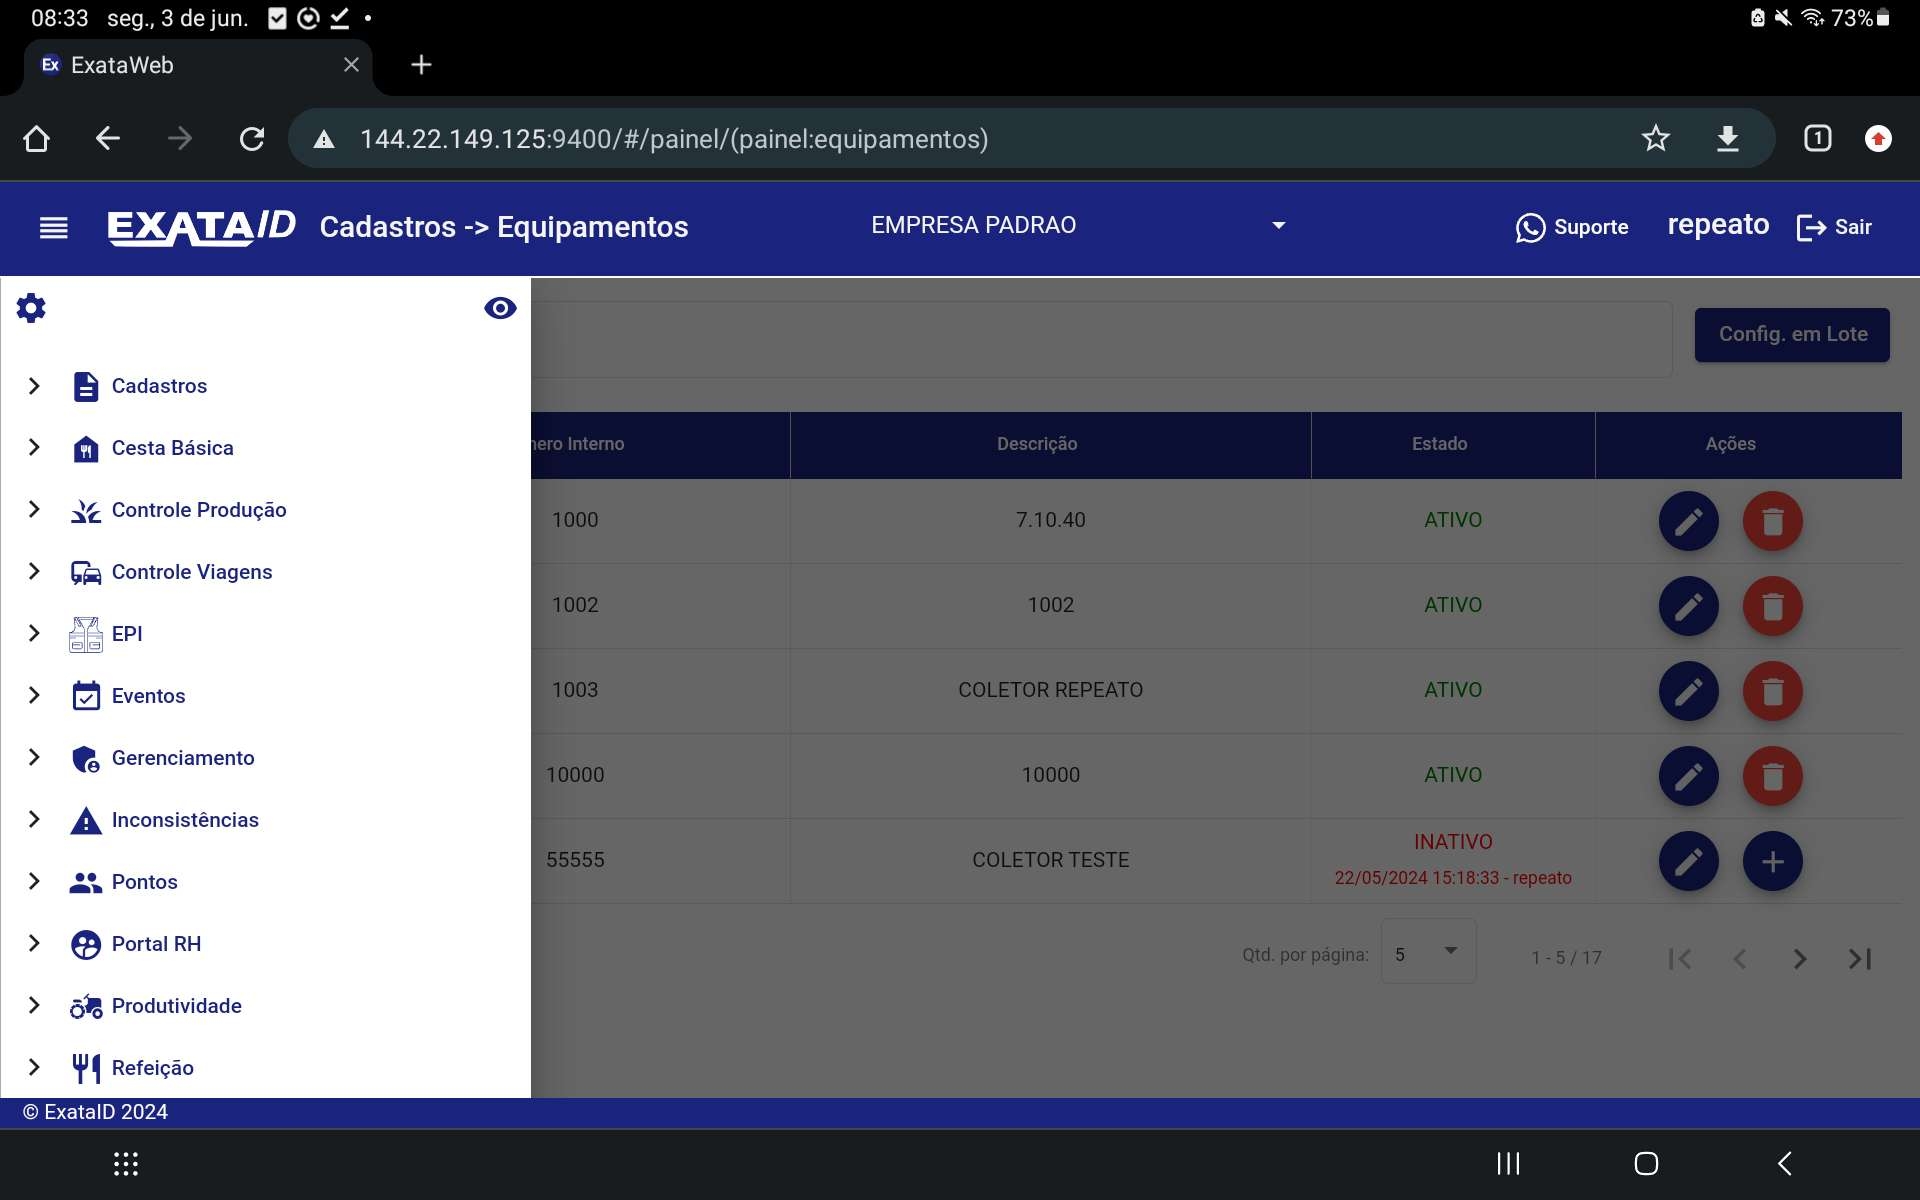 08:33 seg., 3 de jun. 73%
Ex ExataWeb
144.22.149.125:9400/#/painel/(painel:equipamentos) 1
EXATAID Cadastros -> Equipamentos EMPRESA PADRAO Suporte repeato Sair
Config. em Lote
Cadastros
Cesta Básica
Controle Produção
Controle Viagens
EPI
Eventos
Gerenciamento
Inconsistências
Pontos
Portal RH
Produtividade
Refeição
Interno Descrição Estado Ações
1000 7.10.40 ATIVO
1002 1002 ATIVO
1003 COLETOR REPEATO ATIVO
10000 10000 ATIVO
55555 COLETOR TESTE INATIVO
22/05/2024 15:18:33 - repeato
Qtd. por página: 5 1 - 5 / 17
© ExataID 2024